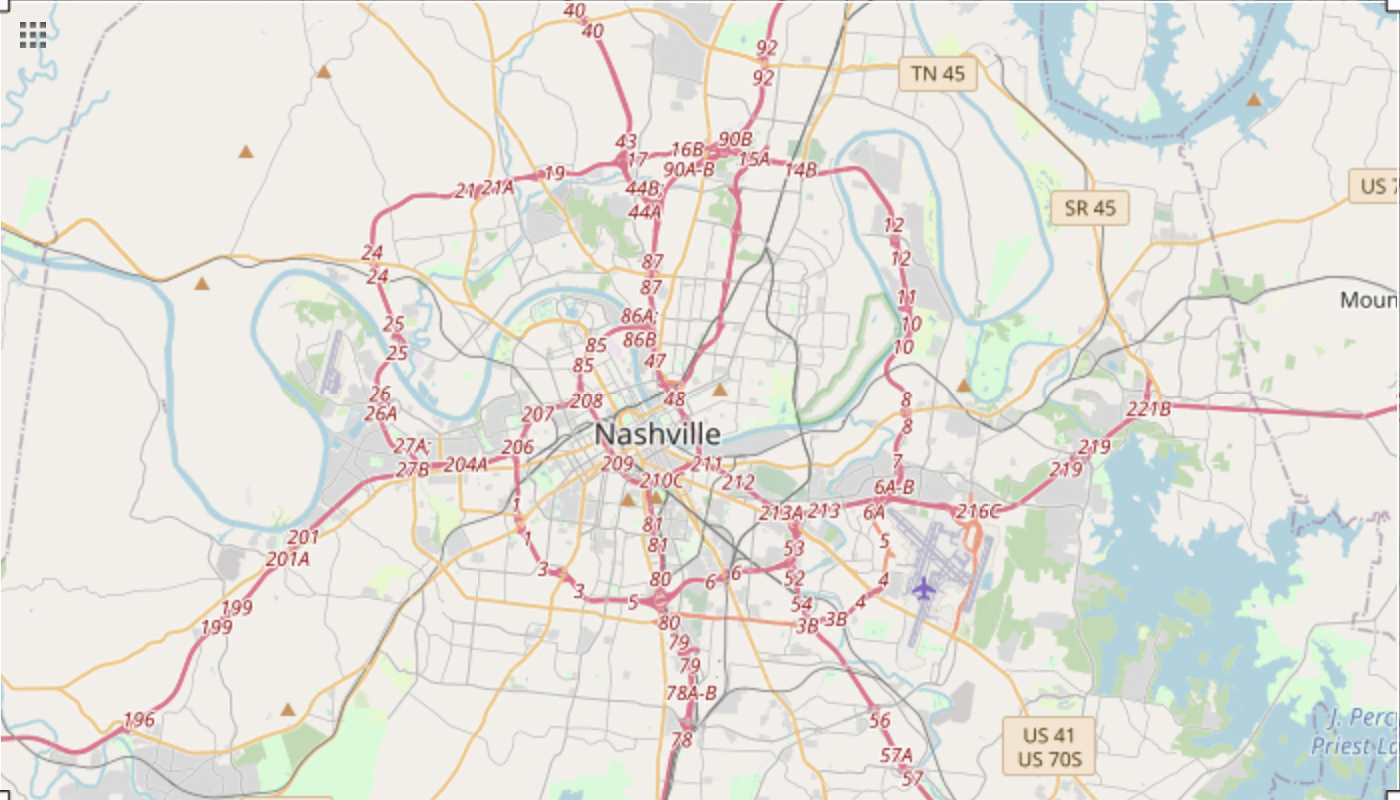 40
40
92
92
TN 45
43
17
16B
90B
90A-B
15A
14B
19
21
21A
44B;
44A
US 7
SR 45
12
12
24
24
87
87
11
10
10
Moun
25
25
86A;
86B
85
85
47
26
26A
208
48
207
8
8
221B
Nashville
27A;
27B
204A
206
209
211
210C
212
7
6A-B
219
219
1
1
81
81
213A
213
6A
216C
201
201A
53
5
3
3
80
6
6
52
4
4
5
54
3B
3B
199
199
80
79
79
78A-B
196
78
56
57A
57
US 41
US 70S
J. Perc
Priest La